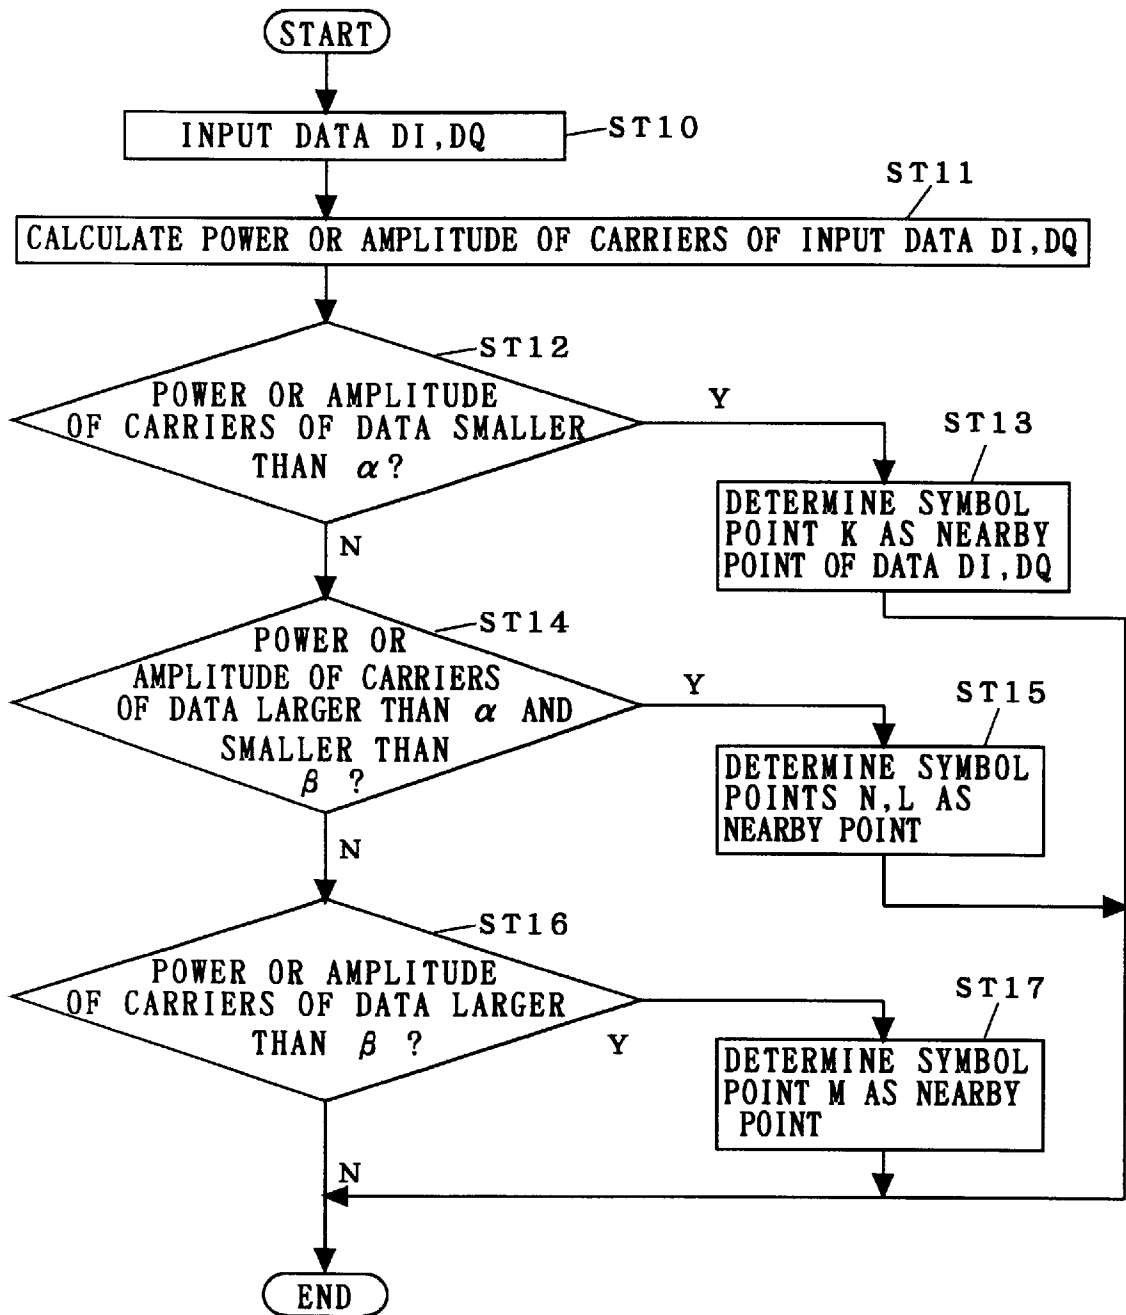 START
INPUT DATA DI,DQ
ST10
ST11
CALCULATE POWER OR AMPLITUDE OF CARRIERS OF INPUT DATA DI,DQ
ST12
POWER OR AMPLITUDE
OF CARRIERS OF DATA SMALLER
THAN α?
Y
N
ST13
DETERMINE SYMBOL
POINT K AS NEARBY
POINT OF DATA DI,DQ
ST14
POWER OR
AMPLITUDE OF CARRIERS
OF DATA LARGER THAN α AND
SMALLER THAN
β ?
Y
N
ST15
DETERMINE SYMBOL
POINTS N,L AS
NEARBY POINT
ST16
POWER OR AMPLITUDE
OF CARRIERS OF DATA LARGER
THAN β ?
Y
ST17
DETERMINE SYMBOL
POINT M AS NEARBY
POINT
N
END